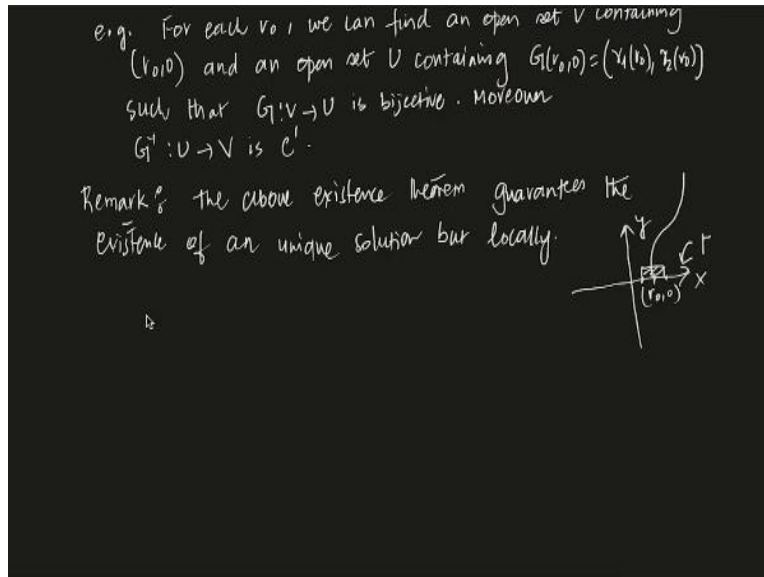 e.g. For each r₀, we can find an open set V containing
(r₀,0) and an open set U containing G(r₀,0)=(γ₁(r₀),γ₂(r₀))
such that G:V→U is bijective. Moreover
G⁻¹:U→V is C¹.
Remark: the above existence theorem guarantees the
existence of an unique solution but locally.
y
Γ
x
(r₀,0)